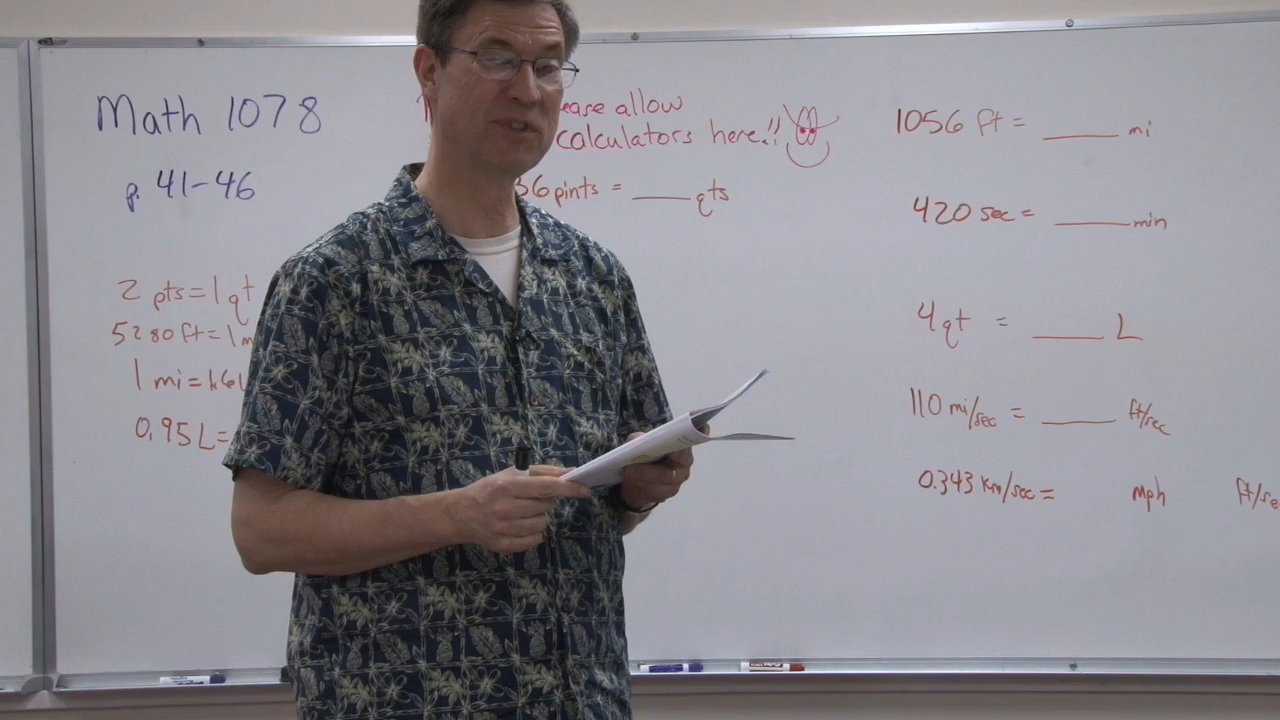 Math 1078
p. 41-46
2 pts = 1 qt
5280 ft = 1 m
1 mi = 1.61
0.95 L =
ease allow
calculators here!!
36 pints = ____ qts
1056 ft = ____ mi
420 sec = ____ min
4 qt = ____ L
110 mi/sec = ____ ft/sec
0.343 km/sec = mph ft/se